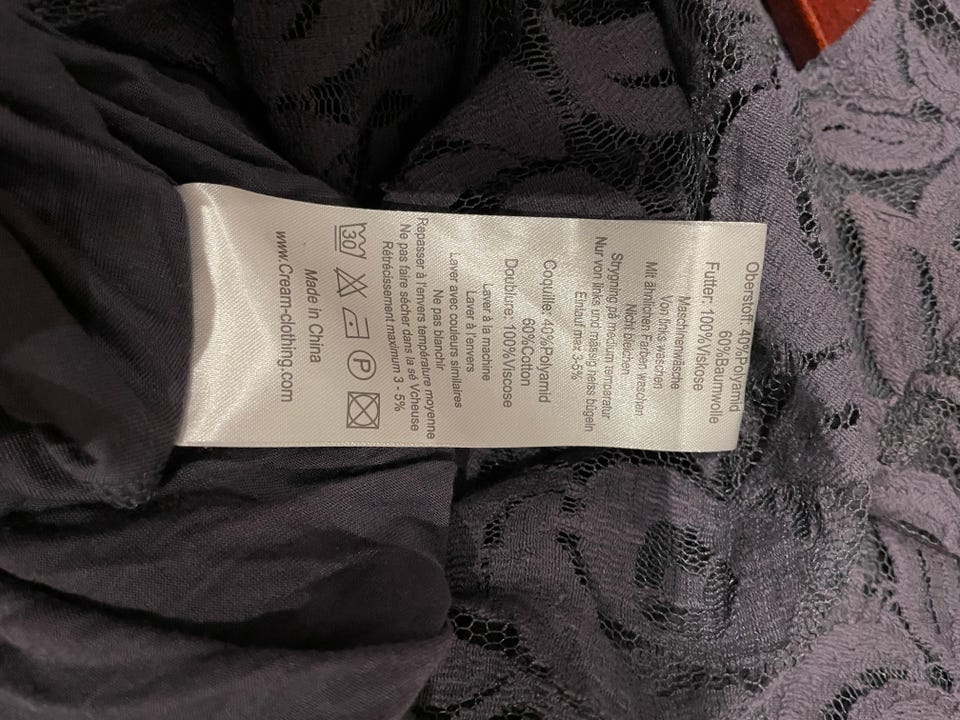 Oberstoff: 40%Polyamid
60%Baumwolle
Futter: 100%Viskose
Maschinenwäsche
Von links waschen
Mit ähnlichen Farben waschen
Nicht bleichen
Strygning på medium temperatur
Nur von links und mässig heiss bügeln
Einlauf max 3-5%
Coquille: 40%Polyamid
60%Cotton
Doublure: 100%Viscose
Laver à la machine
Laver à l'envers
Laver avec couleurs similaires
Ne pas blanchir
Repasser à l'envers température moyenne
Ne pas faire sécher dans la sé Vcheuse
Rétrécissement maximum 3 - 5%
30
P
Made in China
www.Cream-clothing.com